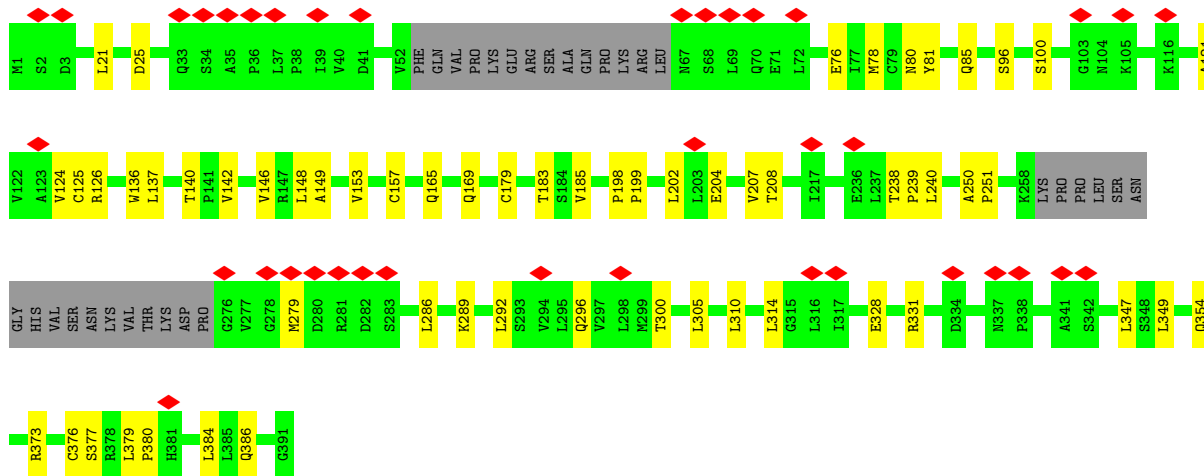 M1 S2 D3 L21 D25 Q33 S34 A35 P36 L37 P38 I39 V40 D41 V52 PHE GLN VAL PRO LYS GLU ARG SER ALA GLN PRO LYS ARG LEU N67 S68 L69 Q70 E71 L72 E76 I77 M78 C79 N80 Y81 Q85 S96 S100 G103 N104 K105 K116
V122 A123 V124 C125 R126 W136 L137 T140 P141 V142 V146 R147 L148 A149 V153 C157 Q165 Q169 C179 T183 S184 V185 P198 P199 L202 L203 E204 V207 T208 I217 E236 L237 T238 P239 L240 A250 P251 K258 LYS PRO PRO LEU SER ASN
GLY HIS VAL SER ASN LYS VAL THR LYS ASP PRO G276 V277 G278 M279 D280 R281 D282 S283 L286 K289 L292 S293 V294 L295 Q296 V297 L298 M299 T300 L305 L310 L314 G315 L316 I317 E328 R331 D334 N337 P338 A341 S342 L347 S348 L349 Q354
R373 C376 S377 R378 L379 P380 H381 L384 L385 Q386 G391